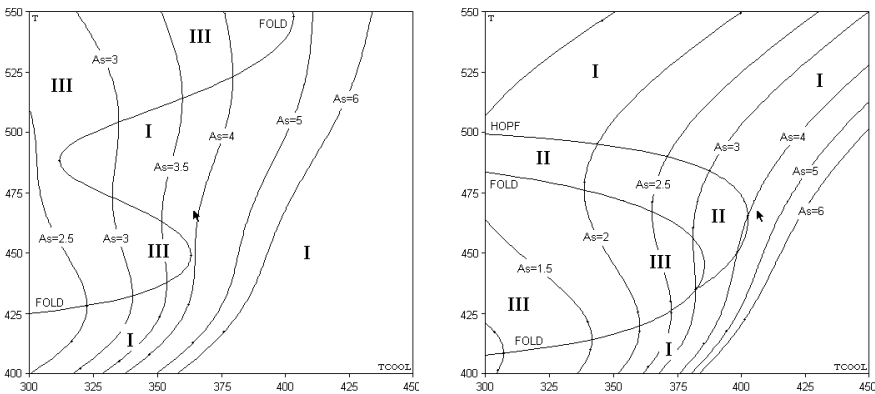 550
T
III
FOLD
As=3
525
III
As=6
As=5
500
I
As=4
As=3.5
475
As=2.5
As=3
III
I
450
FOLD
425
I
400
TCOOL
300
325
350
375
400
425
450
550
T
I
I
525
HOPF
As=4
500
As=3
II
As=5
FOLD
As=2.5
475
As=6
II
As=2
III
450
As=1.5
III
425
FOLD
I
400
TCOOL
300
325
350
375
400
425
450